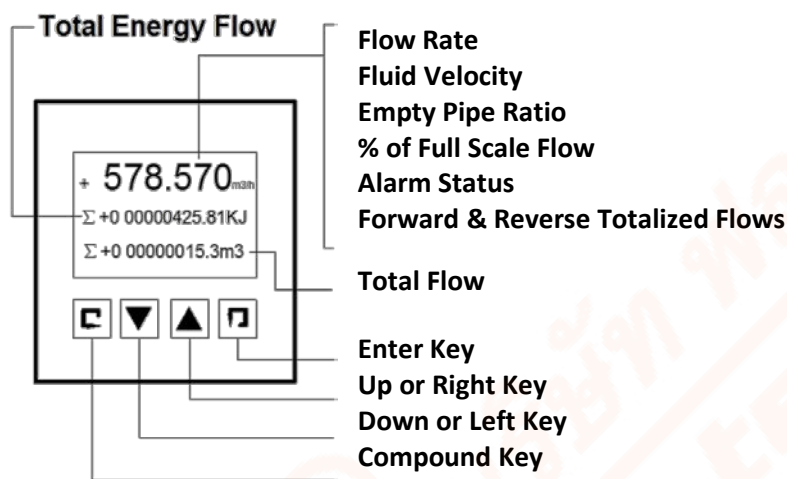 Total Energy Flow
Flow Rate
Fluid Velocity
Empty Pipe Ratio
% of Full Scale Flow
Alarm Status
Forward & Reverse Totalized Flows
+ 578.570m3/h
Σ +0 00000425.81KJ
Σ +0 00000015.3m3
Total Flow
Enter Key
Up or Right Key
Down or Left Key
Compound Key